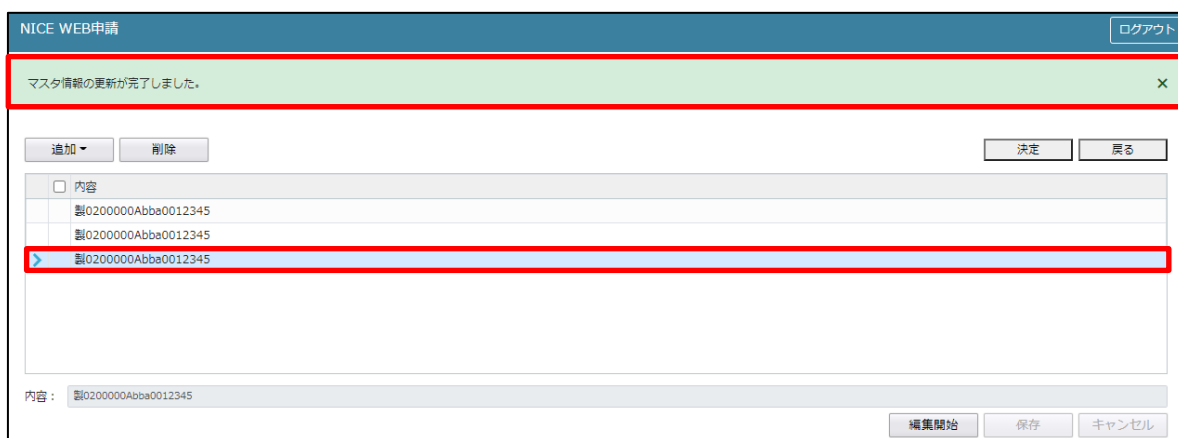 NICE WEB申請 ログアウト
マスタ情報の更新が完了しました。 ×
追加 削除 決定 戻る
内容
製0200000Abba0012345
製0200000Abba0012345
製0200000Abba0012345
内容： 製0200000Abba0012345
編集開始 保存 キャンセル